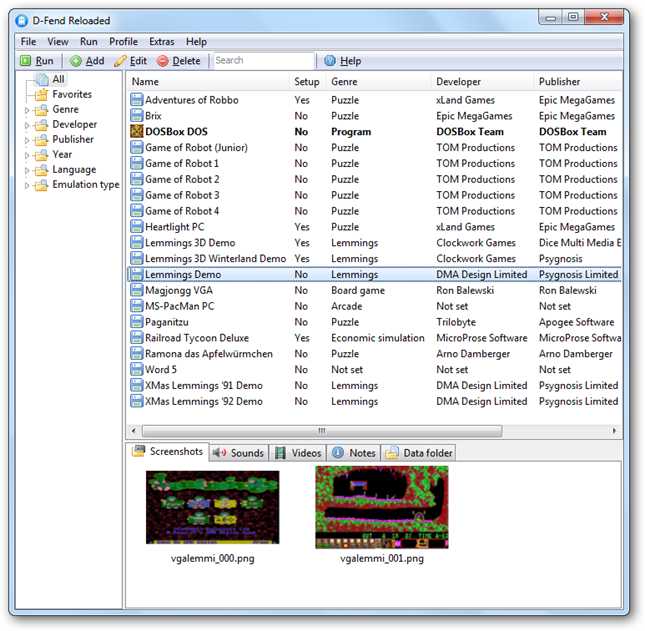 D-Fend Reloaded
File View Run Profile Extras Help
Run Add Edit Delete Search Help
All
Favorites
Genre
Developer
Publisher
Year
Language
Emulation type
Name Setup Genre Developer Publisher
Adventures of Robbo Yes Puzzle xLand Games Epic MegaGames
Brix No Puzzle Epic MegaGames Epic MegaGames
DOSBox DOS No Program DOSBox Team DOSBox Team
Game of Robot (Junior) No Puzzle TOM Productions TOM Productions
Game of Robot 1 No Puzzle TOM Productions TOM Productions
Game of Robot 2 No Puzzle TOM Productions TOM Productions
Game of Robot 3 No Puzzle TOM Productions TOM Productions
Game of Robot 4 No Puzzle TOM Productions TOM Productions
Heartlight PC Yes Puzzle xLand Games Epic MegaGames
Lemmings 3D Demo Yes Lemmings Clockwork Games Dice Multi Media E
Lemmings 3D Winterland Demo Yes Lemmings Clockwork Games Psygnosis
Lemmings Demo No Lemmings DMA Design Limited Psygnosis Limited
Magjongg VGA No Board game Ron Balewski Ron Balewski
MS-PacMan PC No Arcade Not set Not set
Paganitzu No Puzzle Trilobyte Apogee Software
Railroad Tycoon Deluxe Yes Economic simulation MicroProse Software MicroProse Softwa
Ramona das Apfelwürmchen No Puzzle Arno Damberger Arno Damberger
Word 5 No Not set Not set Not set
XMas Lemmings '91 Demo No Lemmings DMA Design Limited Psygnosis Limited
XMas Lemmings '92 Demo No Lemmings DMA Design Limited Psygnosis Limited
Screenshots Sounds Videos Notes Data folder
vgalemmi_000.png vgalemmi_001.png